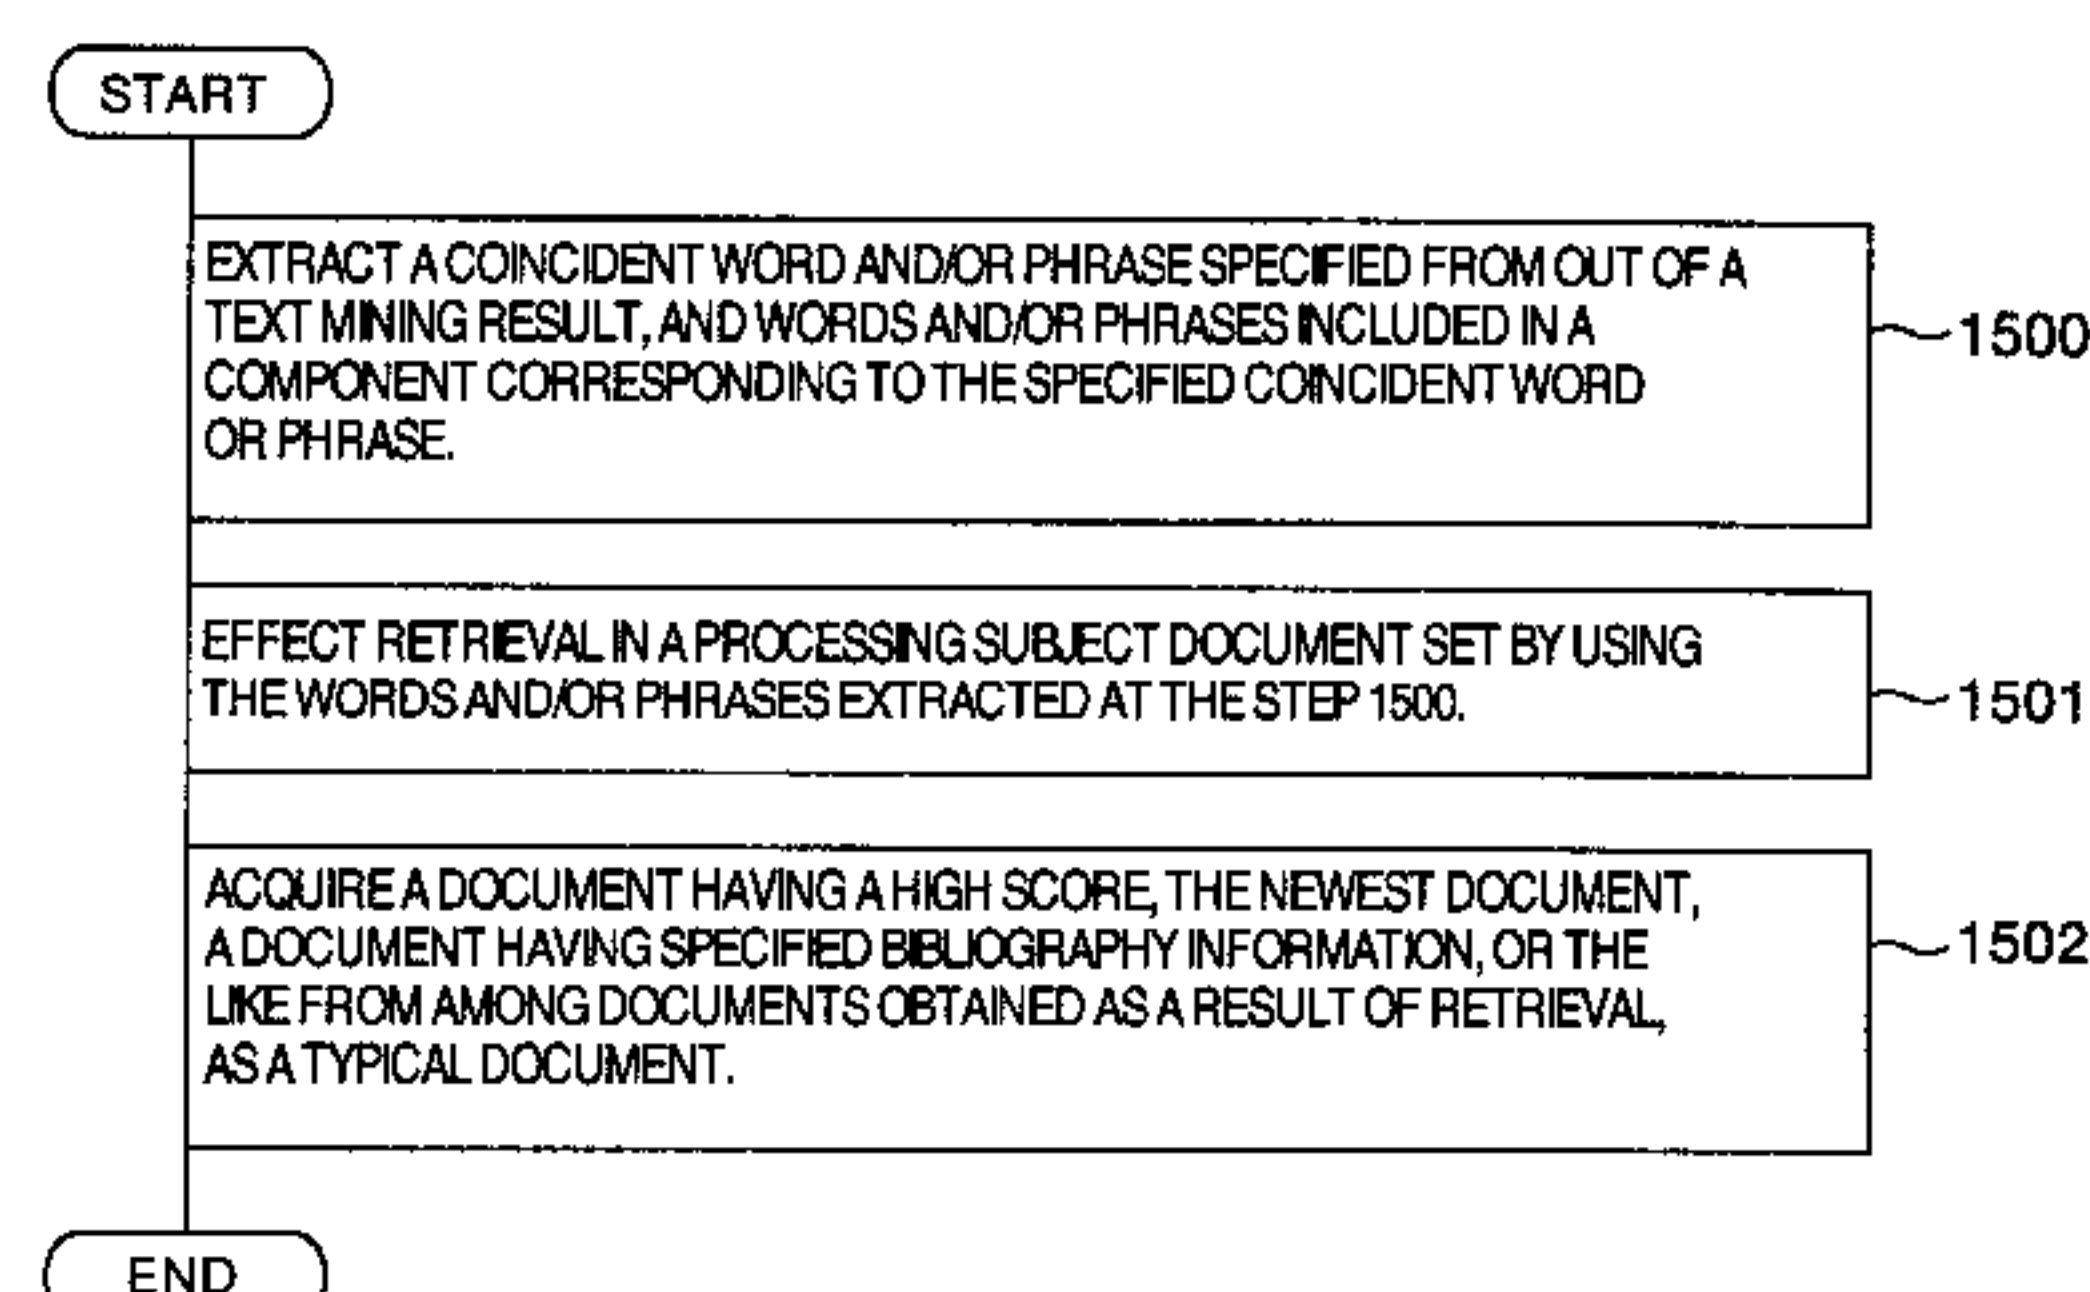 START
EXTRACT A COINCIDENT WORD AND/OR PHRASE SPECIFIED FROM OUT OF A
TEXT MINING RESULT, AND WORDS AND/OR PHRASES INCLUDED IN A
COMPONENT CORRESPONDING TO THE SPECIFIED COINCIDENT WORD
OR PHRASE.
1500
EFFECT RETRIEVAL IN A PROCESSING SUBJECT DOCUMENT SET BY USING
THE WORDS AND/OR PHRASES EXTRACTED AT THE STEP 1500.
1501
ACQUIRE A DOCUMENT HAVING A HIGH SCORE, THE NEWEST DOCUMENT,
A DOCUMENT HAVING SPECIFIED BIBLIOGRAPHY INFORMATION, OR THE
LIKE FROM AMONG DOCUMENTS OBTAINED AS A RESULT OF RETRIEVAL,
AS A TYPICAL DOCUMENT.
1502
END